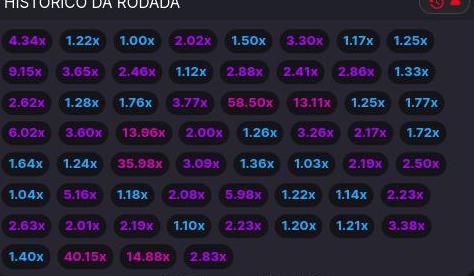 HISTÓRICO DA RODADA
4.34x 1.22x 1.00x 2.02x 1.50x 3.30x 1.17x 1.25x
9.15x 3.65x 2.46x 1.12x 2.88x 2.41x 2.86x 1.33x
2.62x 1.28x 1.76x 3.77x 58.50x 13.11x 1.25x 1.77x
6.02x 3.60x 13.96x 2.00x 1.26x 3.26x 2.17x 1.72x
1.64x 1.24x 35.98x 3.09x 1.36x 1.03x 2.19x 2.50x
1.04x 5.16x 1.18x 2.08x 5.98x 1.22x 1.14x 2.23x
2.63x 2.01x 2.19x 1.10x 2.23x 1.20x 1.21x 3.38x
1.40x 40.15x 14.88x 2.83x